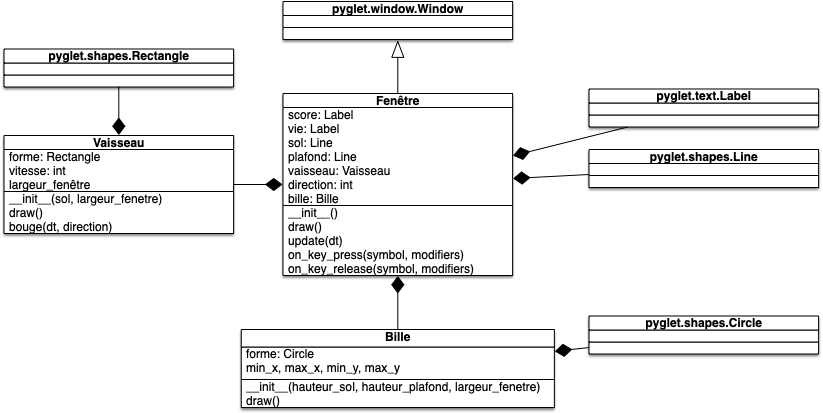 pyglet.window.Window
pyglet.shapes.Rectangle
Vaisseau
forme: Rectangle
vitesse: int
largeur_fenêtre
__init__(sol, largeur_fenetre)
draw()
bouge(dt, direction)
Fenêtre
score: Label
vie: Label
sol: Line
plafond: Line
vaisseau: Vaisseau
direction: int
bille: Bille
__init__()
draw()
update(dt)
on_key_press(symbol, modifiers)
on_key_release(symbol, modifiers)
pyglet.text.Label
pyglet.shapes.Line
Bille
forme: Circle
min_x, max_x, min_y, max_y
__init__(hauteur_sol, hauteur_plafond, largeur_fenetre)
draw()
pyglet.shapes.Circle